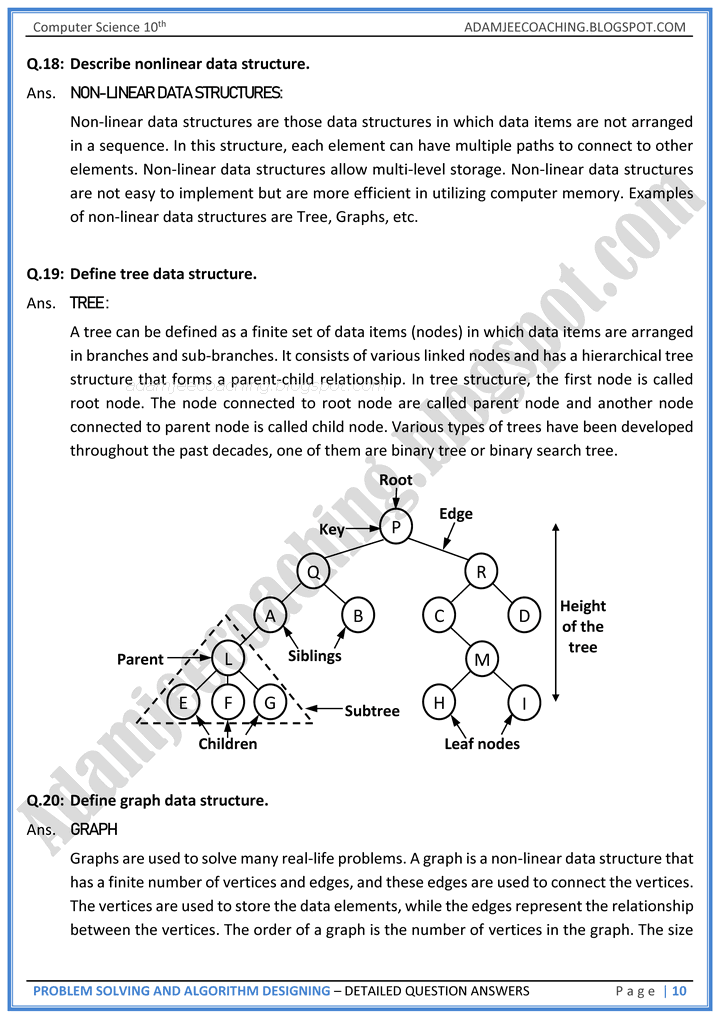 Computer Science 10th ADAMJEECOACHING.BLOGSPOT.COM
Q.18: Describe nonlinear data structure.
Ans. NON-LINEAR DATA STRUCTURES:
Non-linear data structures are those data structures in which data items are not arranged
in a sequence. In this structure, each element can have multiple paths to connect to other
elements. Non-linear data structures allow multi-level storage. Non-linear data structures
are not easy to implement but are more efficient in utilizing computer memory. Examples
of non-linear data structures are Tree, Graphs, etc.
Q.19: Define tree data structure.
Ans. TREE:
A tree can be defined as a finite set of data items (nodes) in which data items are arranged
in branches and sub-branches. It consists of various linked nodes and has a hierarchical tree
structure that forms a parent-child relationship. In tree structure, the first node is called
root node. The node connected to root node are called parent node and another node
connected to parent node is called child node. Various types of trees have been developed
throughout the past decades, one of them are binary tree or binary search tree.
adamjeecoaching.blogspot.com
Adamjeecoaching.blogspot.com
Root
Key P Edge
Q R
A B C D
Height
of the
tree
Parent L Siblings M
E F G Subtree H I
Children Leaf nodes
Q.20: Define graph data structure.
Ans. GRAPH
Graphs are used to solve many real-life problems. A graph is a non-linear data structure that
has a finite number of vertices and edges, and these edges are used to connect the vertices.
The vertices are used to store the data elements, while the edges represent the relationship
between the vertices. The order of a graph is the number of vertices in the graph. The size
PROBLEM SOLVING AND ALGORITHM DESIGNING – DETAILED QUESTION ANSWERS Page | 10